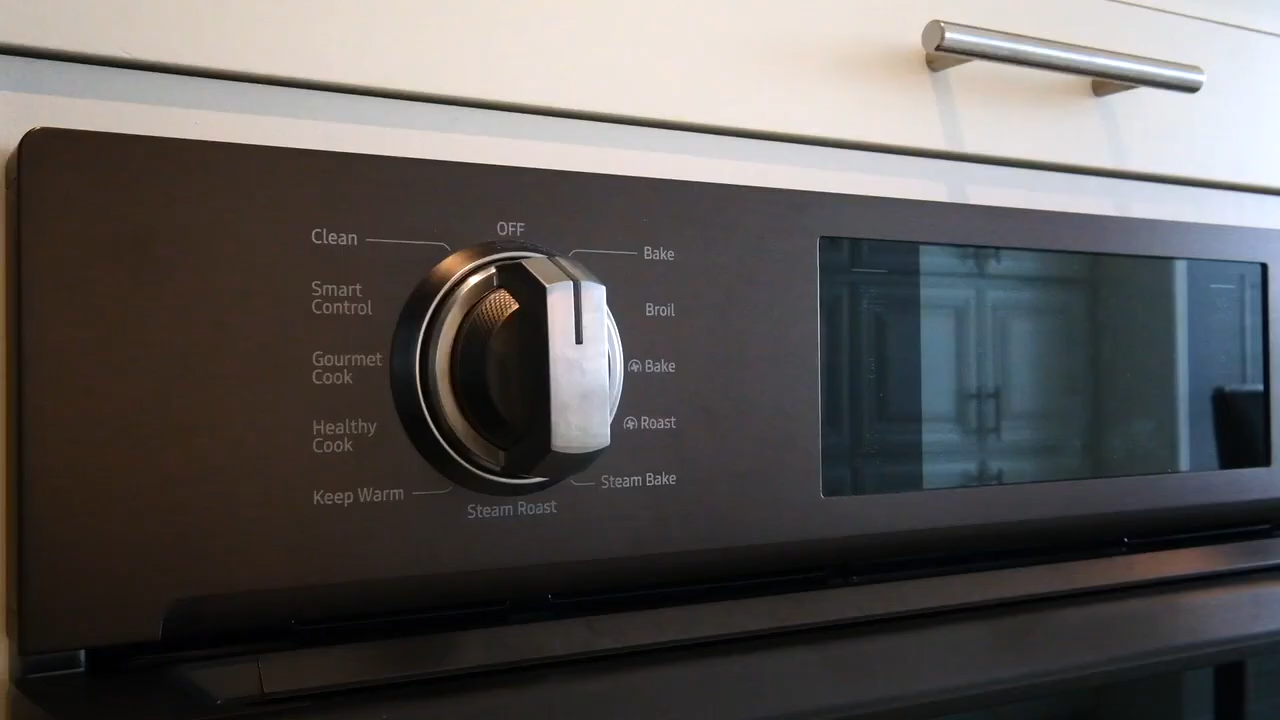 OFF
Clean
Bake
Smart
Control
Broil
Gourmet
Cook
Bake
Healthy
Cook
Roast
Keep Warm
Steam Bake
Steam Roast